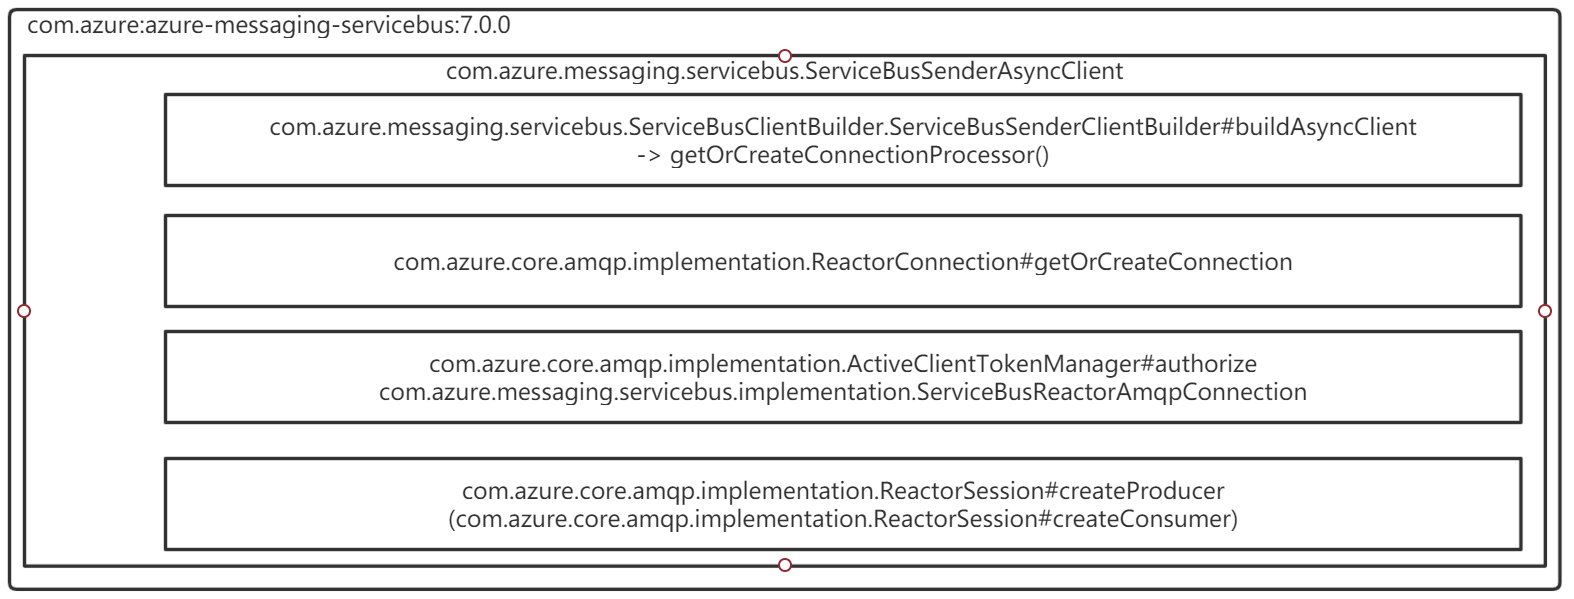 com.azure:azure-messaging-servicebus:7.0.0
com.azure.messaging.servicebus.ServiceBusSenderAsyncClient
com.azure.messaging.servicebus.ServiceBusClientBuilder.ServiceBusSenderClientBuilder#buildAsyncClient
-> getOrCreateConnectionProcessor()
com.azure.core.amqp.implementation.ReactorConnection#getOrCreateConnection
com.azure.core.amqp.implementation.ActiveClientTokenManager#authorize
com.azure.messaging.servicebus.implementation.ServiceBusReactorAmqpConnection
com.azure.core.amqp.implementation.ReactorSession#createProducer
(com.azure.core.amqp.implementation.ReactorSession#createConsumer)